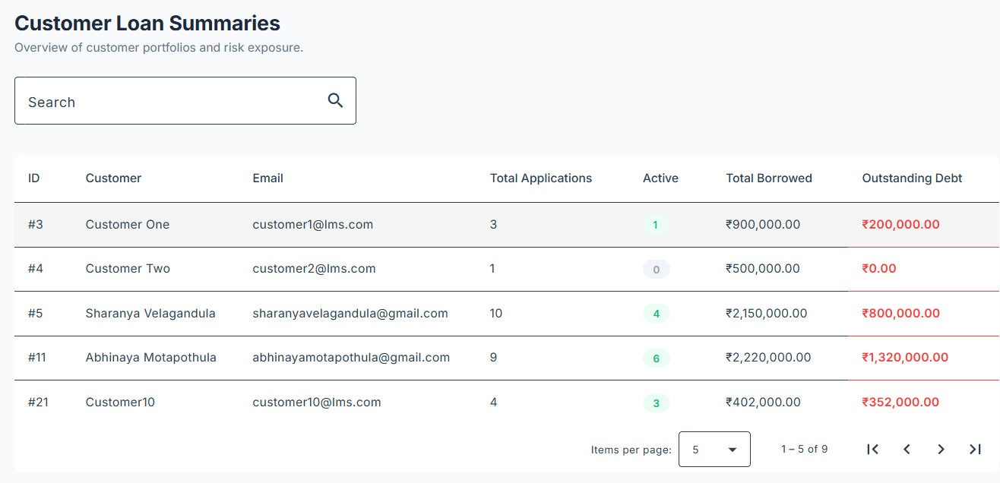 Customer Loan Summaries
Overview of customer portfolios and risk exposure.
Search
ID Customer Email Total Applications Active Total Borrowed Outstanding Debt
#3 Customer One customer1@lms.com 3 1 ₹900,000.00 ₹200,000.00
#4 Customer Two customer2@lms.com 1 0 ₹500,000.00 ₹0.00
#5 Sharanya Velagandula sharanyavelagandula@gmail.com 10 4 ₹2,150,000.00 ₹800,000.00
#11 Abhinaya Motapothula abhinayamotapothula@gmail.com 9 6 ₹2,220,000.00 ₹1,320,000.00
#21 Customer10 customer10@lms.com 4 3 ₹402,000.00 ₹352,000.00
Items per page: 5 1 – 5 of 9